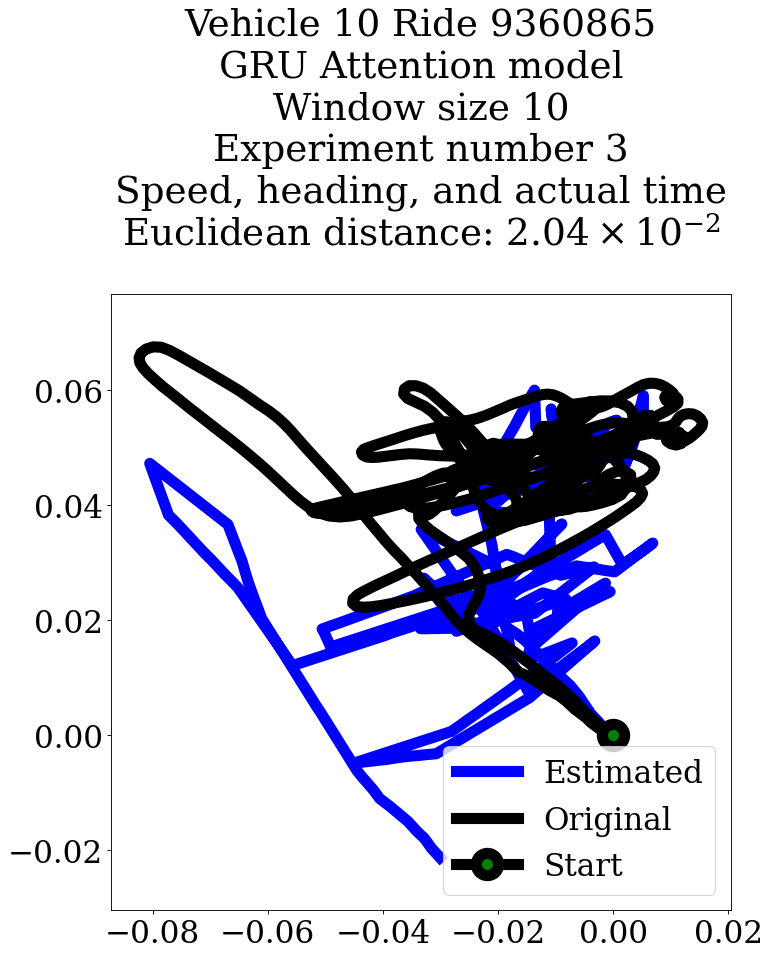 Vehicle 10 Ride 9360865
GRU Attention model
Window size 10
Experiment number 3
Speed, heading, and actual time
Euclidean distance: 2.04 × 10⁻²
0.06
0.04
0.02
0.00
−0.02
Estimated
Original
Start
−0.08 −0.06 −0.04 −0.02 0.00 0.02